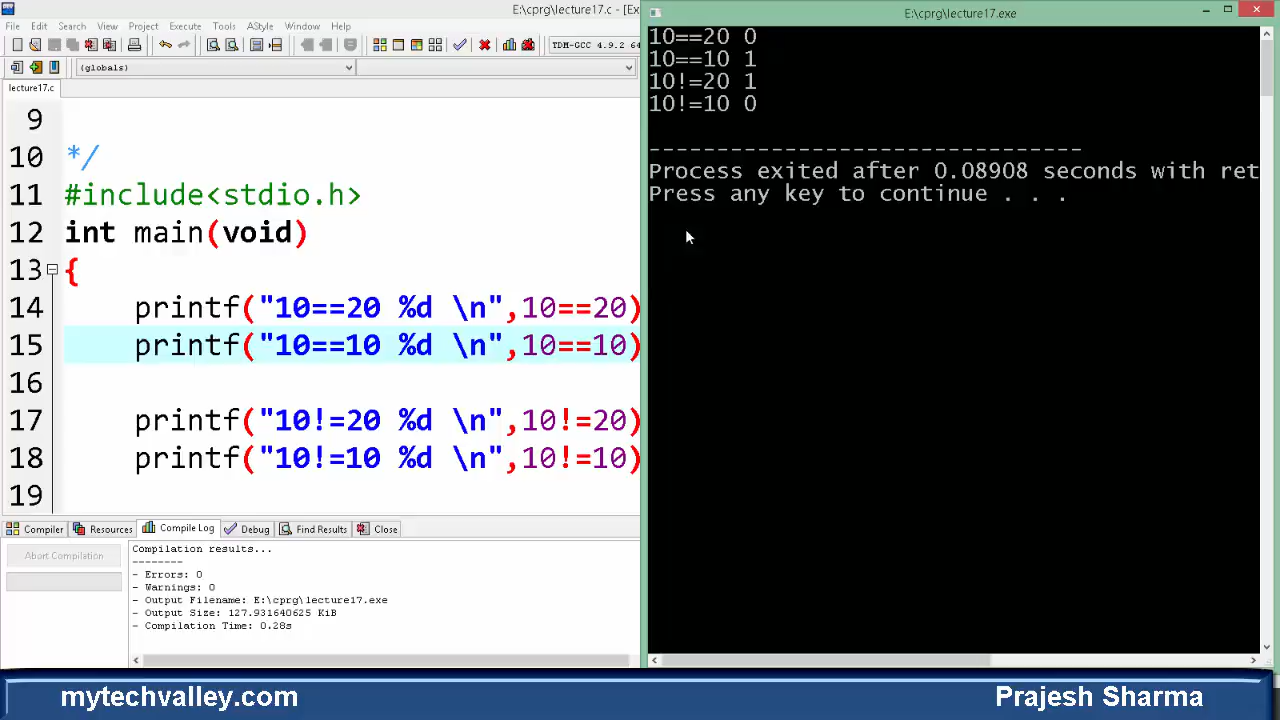 E:\cprg\lecture17.c - [Ex
File Edit Search View Project Execute Tools AStyle Window Help
TDM-GCC 4.9.2 64
(globals)
lecture17.c
9
10 */
11 #include<stdio.h>
12 int main(void)
13 {
14 printf("10==20 %d \n",10==20)
15 printf("10==10 %d \n",10==10)
16
17 printf("10!=20 %d \n",10!=20)
18 printf("10!=10 %d \n",10!=10)
19
Compiler Resources Compile Log Debug Find Results Close
Abort Compilation
Compilation results...
--------
- Errors: 0
- Warnings: 0
- Output Filename: E:\cprg\lecture17.exe
- Output Size: 127.931640625 KiB
- Compilation Time: 0.28s
E:\cprg\lecture17.exe
10==20 0
10==10 1
10!=20 1
10!=10 0
--------------------------------
Process exited after 0.08908 seconds with ret
Press any key to continue . . .
mytechvalley.com
Prajesh Sharma